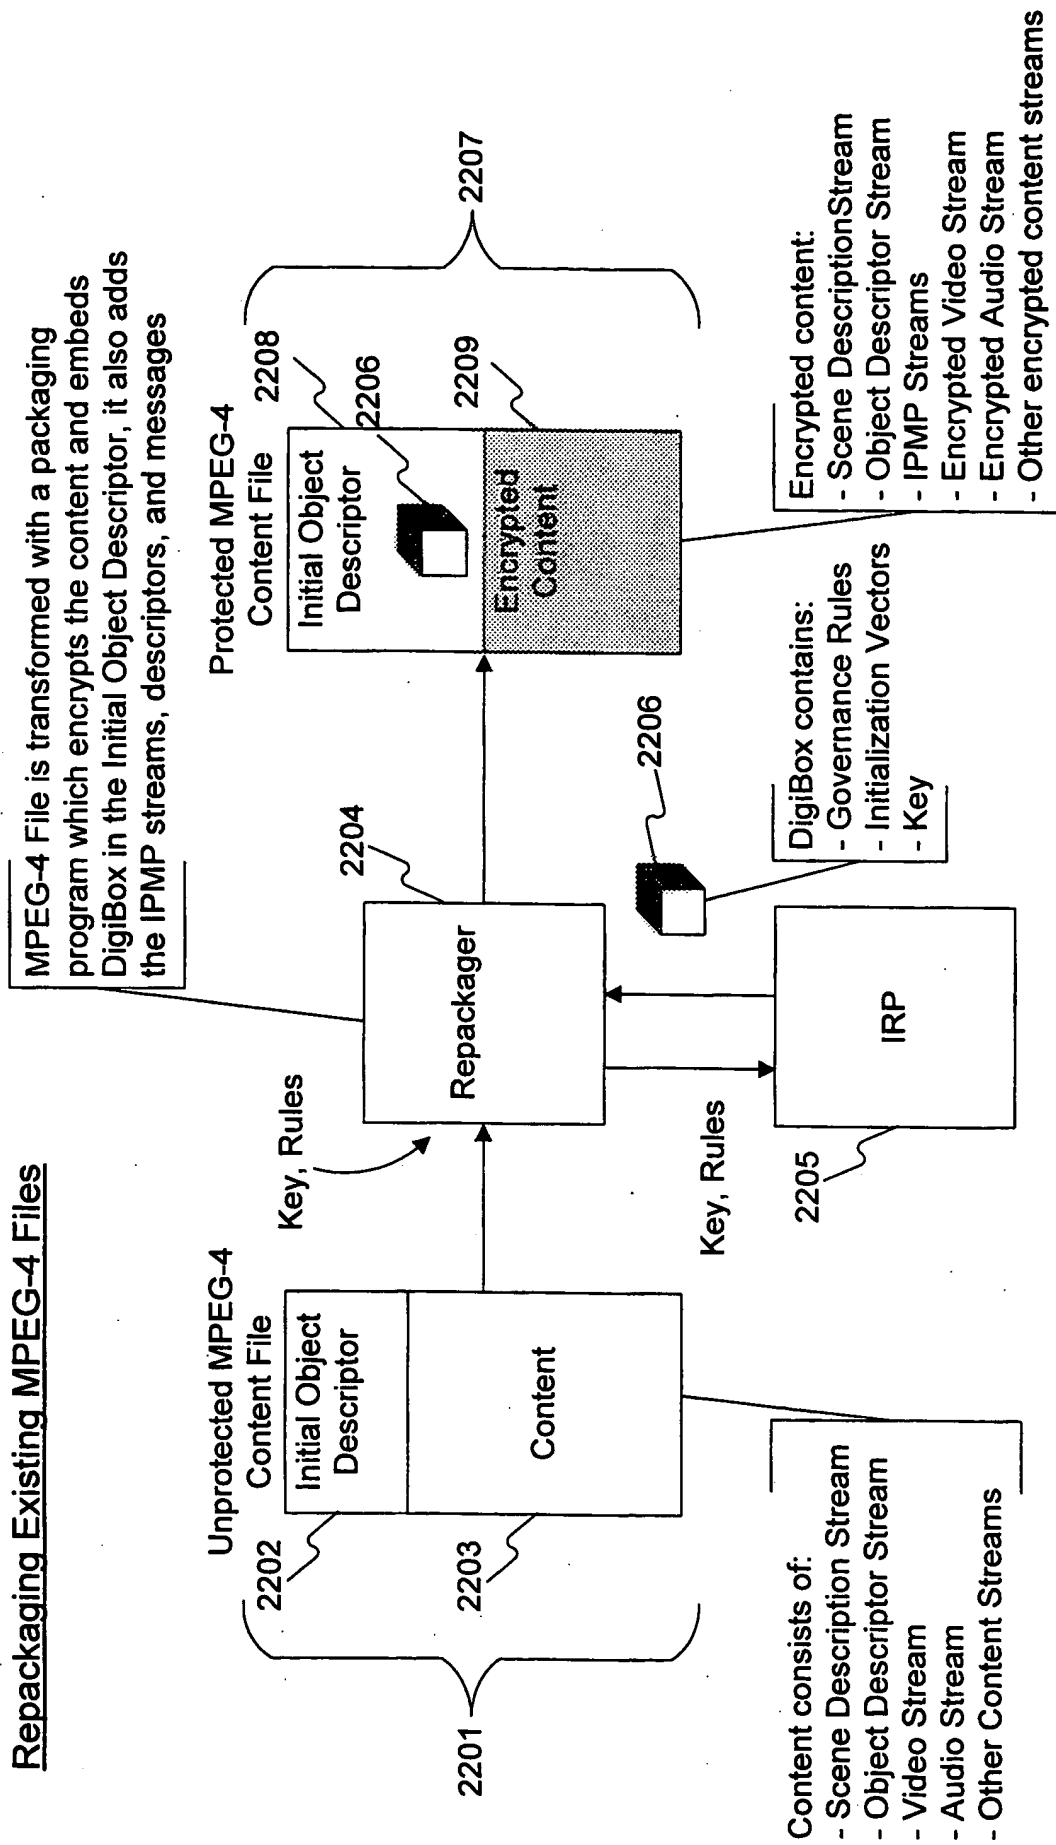 Repackaging Existing MPEG-4 Files
MPEG-4 File is transformed with a packaging
program which encrypts the content and embeds
DigiBox in the Initial Object Descriptor, it also adds
the IPMP streams, descriptors, and messages
Unprotected MPEG-4
Content File
Initial Object
Descriptor
Content
2202
2203
2201
Content consists of:
- Scene Description Stream
- Object Descriptor Stream
- Video Stream
- Audio Stream
- Other Content Streams
Key, Rules
Repackager
2204
Key, Rules
IRP
2205
2206
DigiBox contains:
- Governance Rules
- Initialization Vectors
- Key
Protected MPEG-4
Content File
Initial Object
Descriptor
Encrypted
Content
2208
2206
2209
2207
Encrypted content:
- Scene DescriptionStream
- Object Descriptor Stream
- IPMP Streams
- Encrypted Video Stream
- Encrypted Audio Stream
- Other encrypted content streams